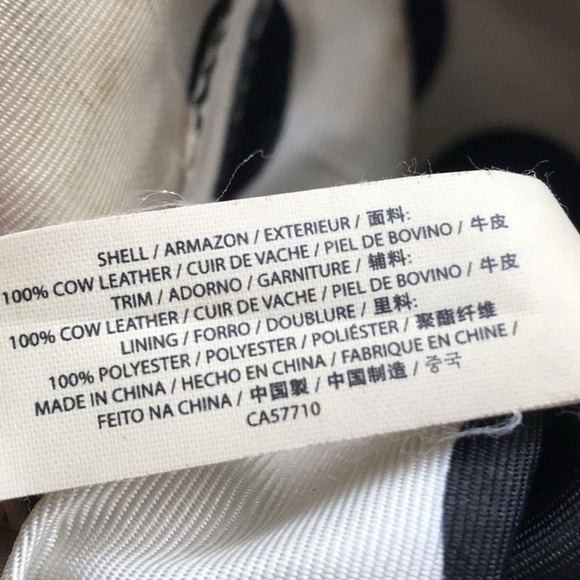 SHELL / ARMAZON / EXTERIEUR / 面料:
100% COW LEATHER / CUIR DE VACHE / PIEL DE BOVINO / 牛皮
TRIM / ADORNO / GARNITURE / 辅料:
100% COW LEATHER / CUIR DE VACHE / PIEL DE BOVINO / 牛皮
LINING / FORRO / DOUBLURE / 里料:
100% POLYESTER / POLYESTER / POLIÉSTER / 聚酯纤维
MADE IN CHINA / HECHO EN CHINA / FABRIQUE EN CHINE /
FEITO NA CHINA / 中国製 / 中国制造 / 중국
CA57710